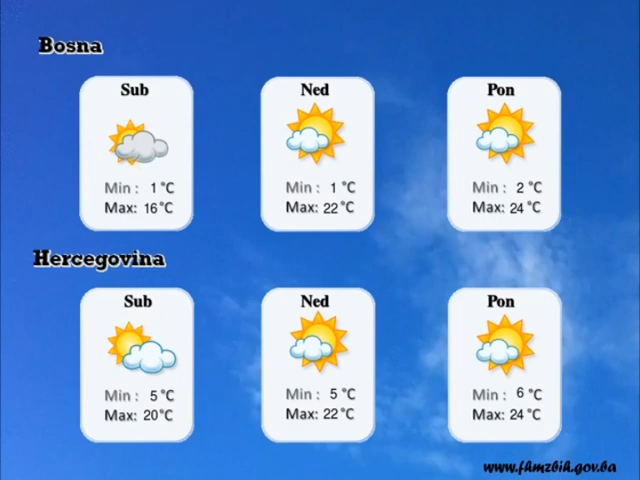 Bosna
Sub Ned Pon
Min : 1 °C Min : 1 °C Min : 2 °C
Max: 16 °C Max: 22 °C Max: 24 °C
Hercegovina
Sub Ned Pon
Min : 5 °C Min : 5 °C Min : 6 °C
Max: 20 °C Max: 22 °C Max: 24 °C
www.fhmzbih.gov.ba